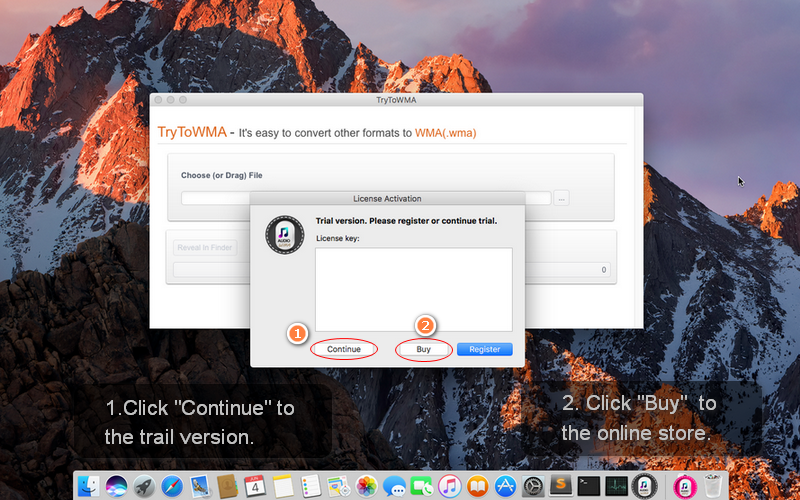 TryToWMA
TryToWMA - It's easy to convert other formats to WMA(.wma)
Choose (or Drag) File
...
License Activation
Trial version. Please register or continue trial.
License key:
AUDIO
Reveal in Finder
0
1
2
Continue
Buy
Register
1.Click "Continue" to
the trail version.
2. Click "Buy" to
the online store.
4